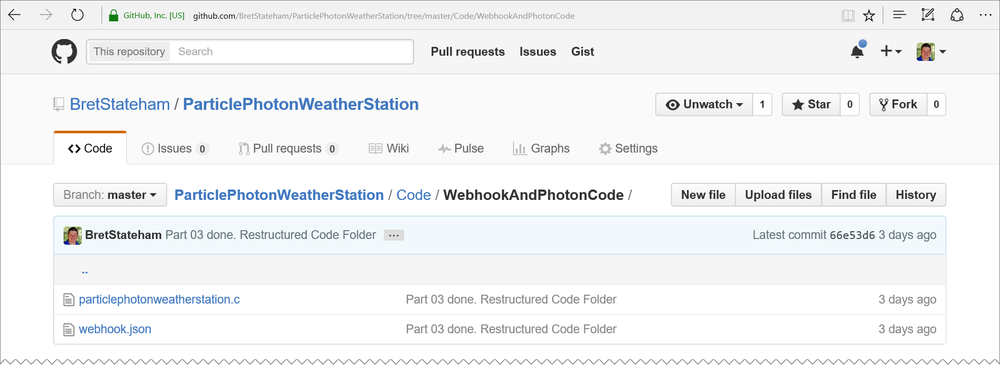 GitHub, Inc. [US] github.com/BretStateham/ParticlePhotonWeatherStation/tree/master/Code/WebhookAndPhotonCode
This repository Search Pull requests Issues Gist
BretStateham / ParticlePhotonWeatherStation Unwatch 1 Star 0 Fork 0
Code Issues 0 Pull requests 0 Wiki Pulse Graphs Settings
Branch: master ParticlePhotonWeatherStation / Code / WebhookAndPhotonCode / New file Upload files Find file History
BretStateham Part 03 done. Restructured Code Folder ... Latest commit 66e53d6 3 days ago
..
particlephotonweatherstation.c Part 03 done. Restructured Code Folder 3 days ago
webhook.json Part 03 done. Restructured Code Folder 3 days ago